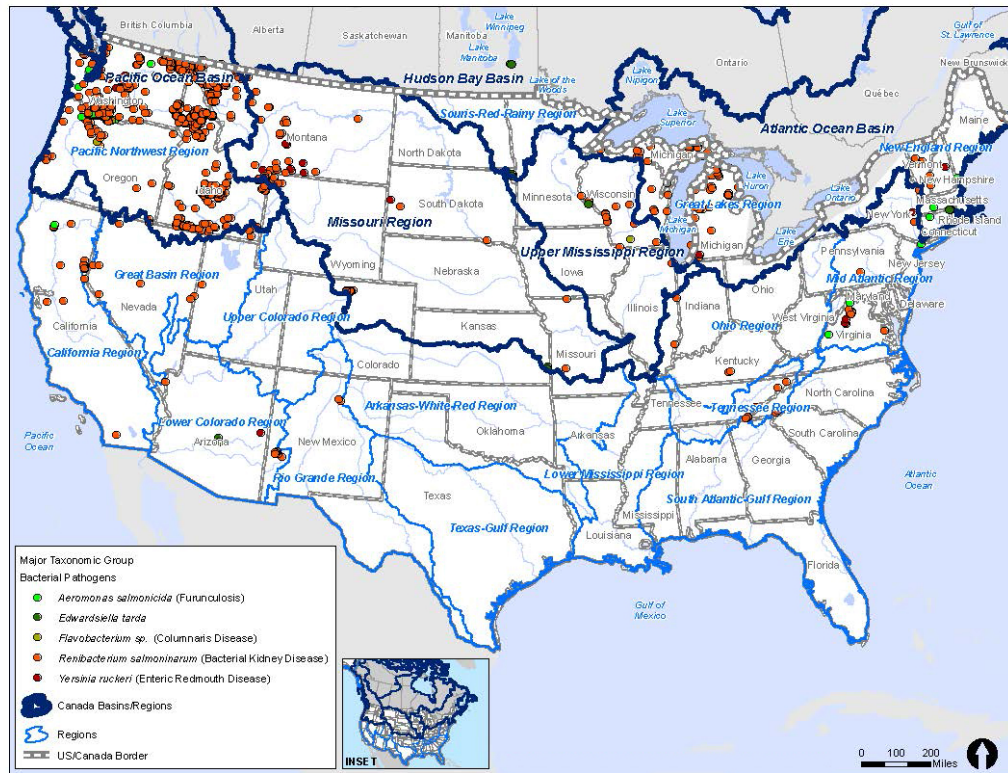 British Columbia
Alberta
Saskatchewan
Manitoba
Lake
Winnipeg
Lake
Manitoba
Ontario
Gulf of
St. Lawrence
New Brunswick
Québec
Pacific Ocean Basin
Hudson Bay Basin
Lake of the
Woods
Lake
Nipigon
Washington
Souris-Red-Rainy Region
Lake
Superior
Atlantic Ocean Basin
Maine
Montana
North Dakota
Michigan
New England Region
Vermont
Pacific Northwest Region
Minnesota
Wisconsin
Lake
Huron
New Hampshire
Oregon
Idaho
South Dakota
Lake
Michigan
Great Lakes Region
Lake
Ontario
Massachusetts
New York
Rhode Island
Connecticut
Missouri Region
Michigan
Lake
Erie
Wyoming
Upper Mississippi Region
Pennsylvania
Great Basin Region
Nebraska
Iowa
New Jersey
Mid Atlantic Region
Nevada
Utah
Illinois
Indiana
Ohio
Maryland
Delaware
Upper Colorado Region
West Virginia
California
Kansas
Ohio Region
Virginia
California Region
Colorado
Missouri
Kentucky
Arkansas-White-Red Region
Tennessee
Tennessee Region
North Carolina
Lower Colorado Region
Oklahoma
Arkansas
South Carolina
Pacific
Ocean
Arizona
New Mexico
Alabama
Georgia
Rio Grande Region
Lower Mississippi Region
Atlantic
Ocean
Texas
Mississippi
South Atlantic-Gulf Region
Texas-Gulf Region
Louisiana
Florida
Gulf of
Mexico
Major Taxonomic Group
Bacterial Pathogens
Aeromonas salmonicida (Furunculosis)
Edwardsiella tarda
Flavobacterium sp. (Columnaris Disease)
Renibacterium salmoninarum (Bacterial Kidney Disease)
Yersinia ruckeri (Enteric Redmouth Disease)
Canada Basins/Regions
Regions
US/Canada Border
INSET
0 100 200
Miles